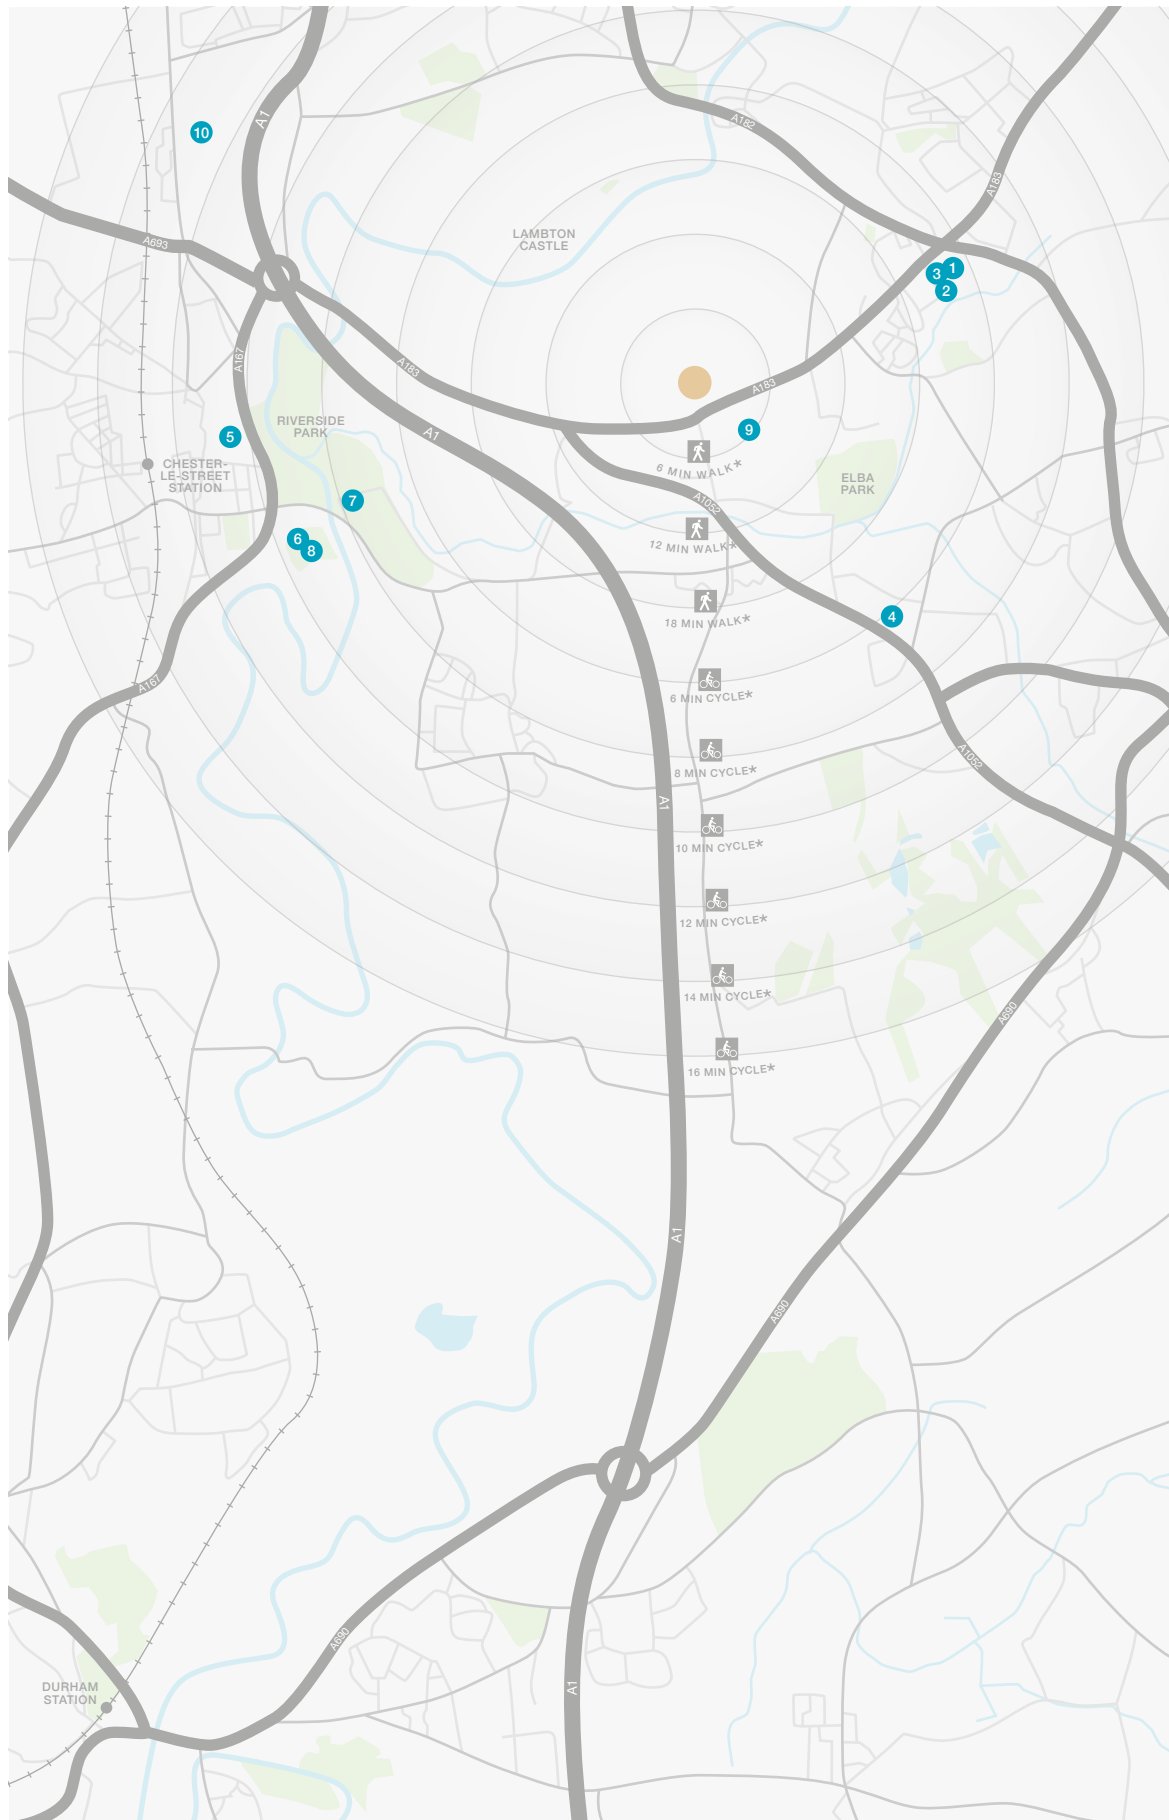 A1
A182
10
A183
A693
LAMBTON
CASTLE
1
3
2
A167
A183
A183
RIVERSIDE
PARK
A1
9
5
CHESTER-
LE-STREET
STATION
6 MIN WALK*
ELBA
PARK
7
A1052
6
8
12 MIN WALK*
18 MIN WALK*
4
A167
6 MIN CYCLE*
A1052
8 MIN CYCLE*
A1
10 MIN CYCLE*
12 MIN CYCLE*
14 MIN CYCLE*
A690
16 MIN CYCLE*
A1
A690
A690
DURHAM
STATION
A1